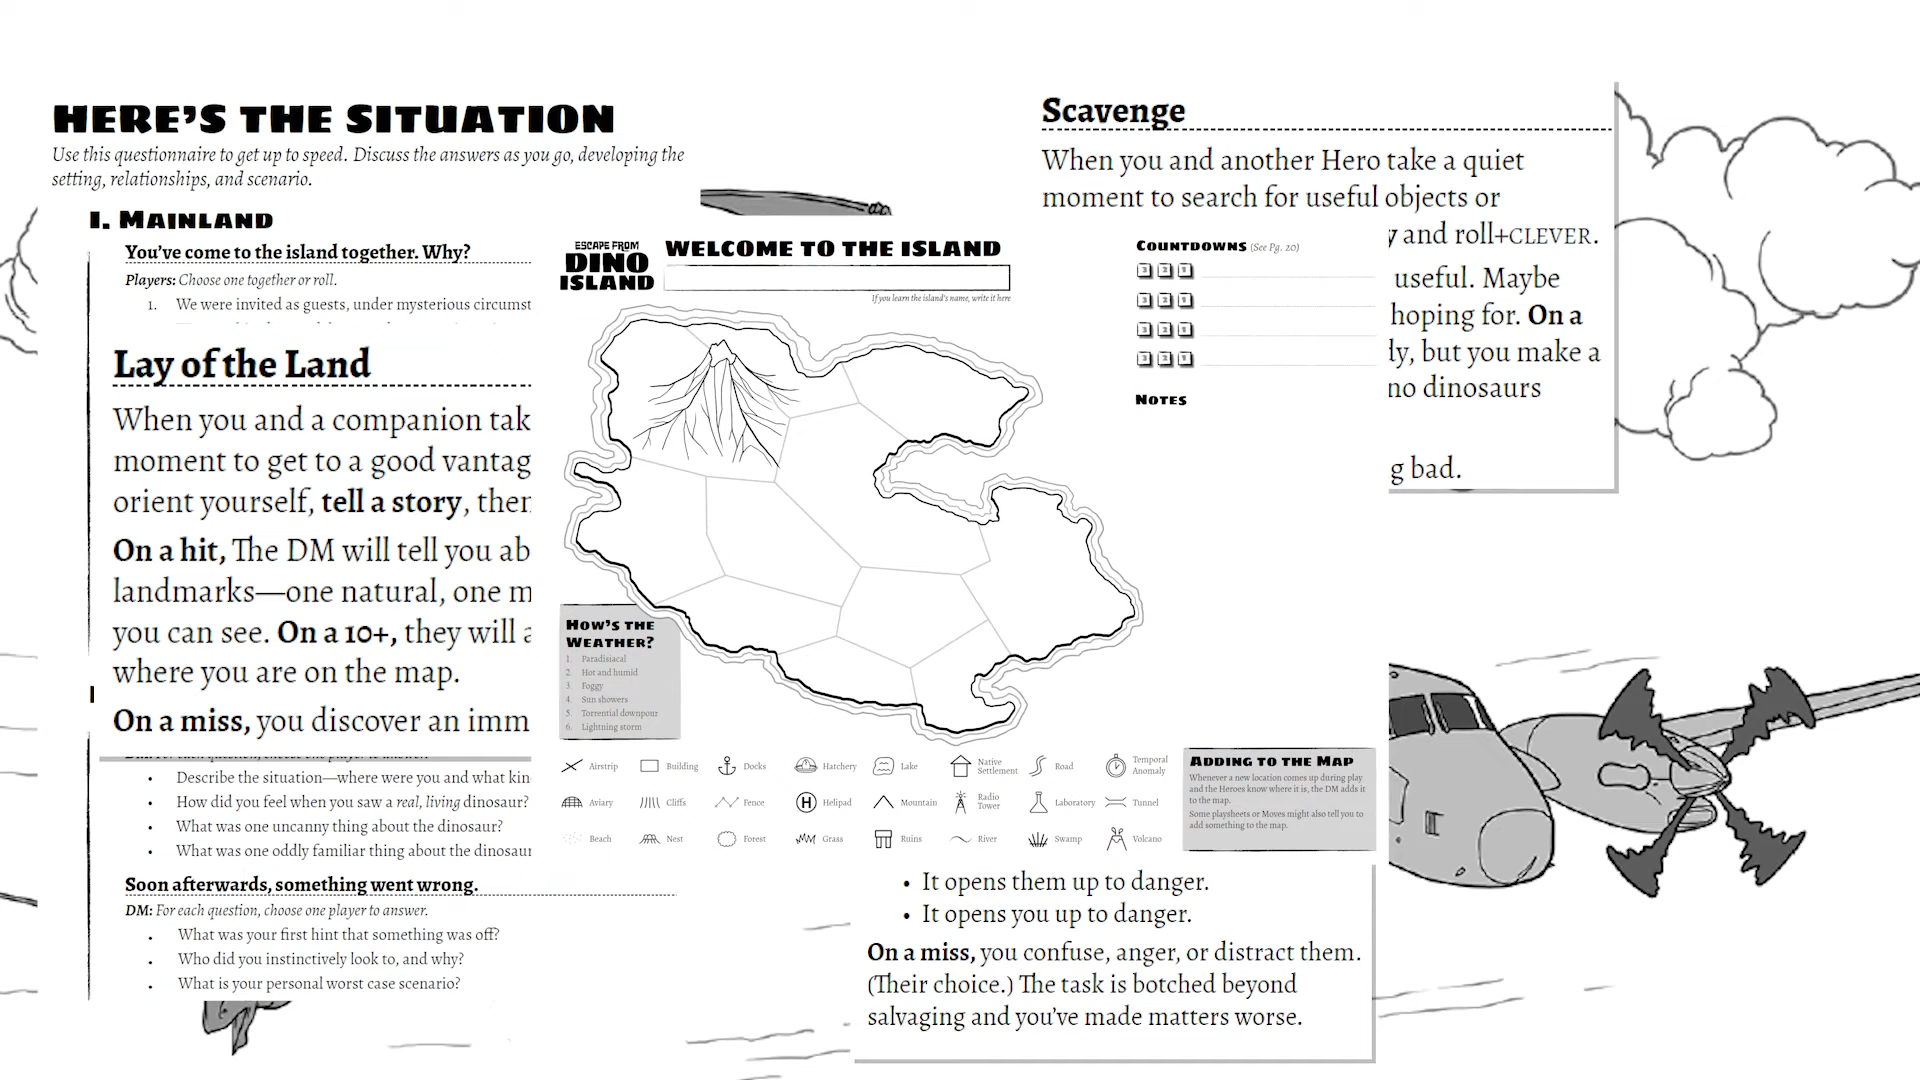 HERE'S THE SITUATION
Use this questionnaire to get up to speed. Discuss the answers as you go, developing the
setting, relationships, and scenario.
I. MAINLAND
You've come to the island together. Why?
Players: Choose one together or roll.
1. We were invited as guests, under mysterious
Lay of the Land
When you and a companion
moment to get to a good
orient yourself, tell a story,
On a hit, The DM will tell you
landmarks—one natural, one
you can see. On a 10+, they will
where you are on the map.
On a miss, you discover an
• Describe the situation—where were you and what
• How did you feel when you saw a real, living dinosaur?
• What was one uncanny thing about the dinosaur?
• What was one oddly familiar thing about the
Soon afterwards, something went wrong.
DM: For each question, choose one player to answer.
• What was your first hint that something was off?
• Who did you instinctively look to, and why?
• What is your personal worst case scenario?
ESCAPE FROM
DINO
ISLAND
WELCOME TO THE ISLAND
If you learn the island's name, write it here
COUNTDOWNS (See Pg. 20)
3 2 1
3 2 1
3 2 1
3 2 1
NOTES
HOW'S THE
WEATHER?
1. Paradisiacal
2. Hot and humid
3. Foggy
4. Sun showers
5. Torrential downpour
6. Lightning storm
Airstrip
Building
Docks
Hatchery
Lake
Native
Settlement
Road
Temporal
Anomaly
Aviary
Cliffs
Fence
H
Helipad
Mountain
Radio
Tower
Laboratory
Tunnel
Beach
Nest
Forest
Grass
Ruins
River
Swamp
Volcano
ADDING TO THE MAP
Whenever a new location comes up during play
and the Heroes know where it is, the DM adds it
to the map.
Some playsheets or Moves might also tell you to
add something to the map.
Scavenge
When you and another Hero take a quiet
moment to search for useful objects or
and roll+CLEVER.
useful. Maybe
hoping for. On a
but you make a
no dinosaurs
bad.
• It opens them up to danger.
• It opens you up to danger.
On a miss, you confuse, anger, or distract them.
(Their choice.) The task is botched beyond
salvaging and you've made matters worse.